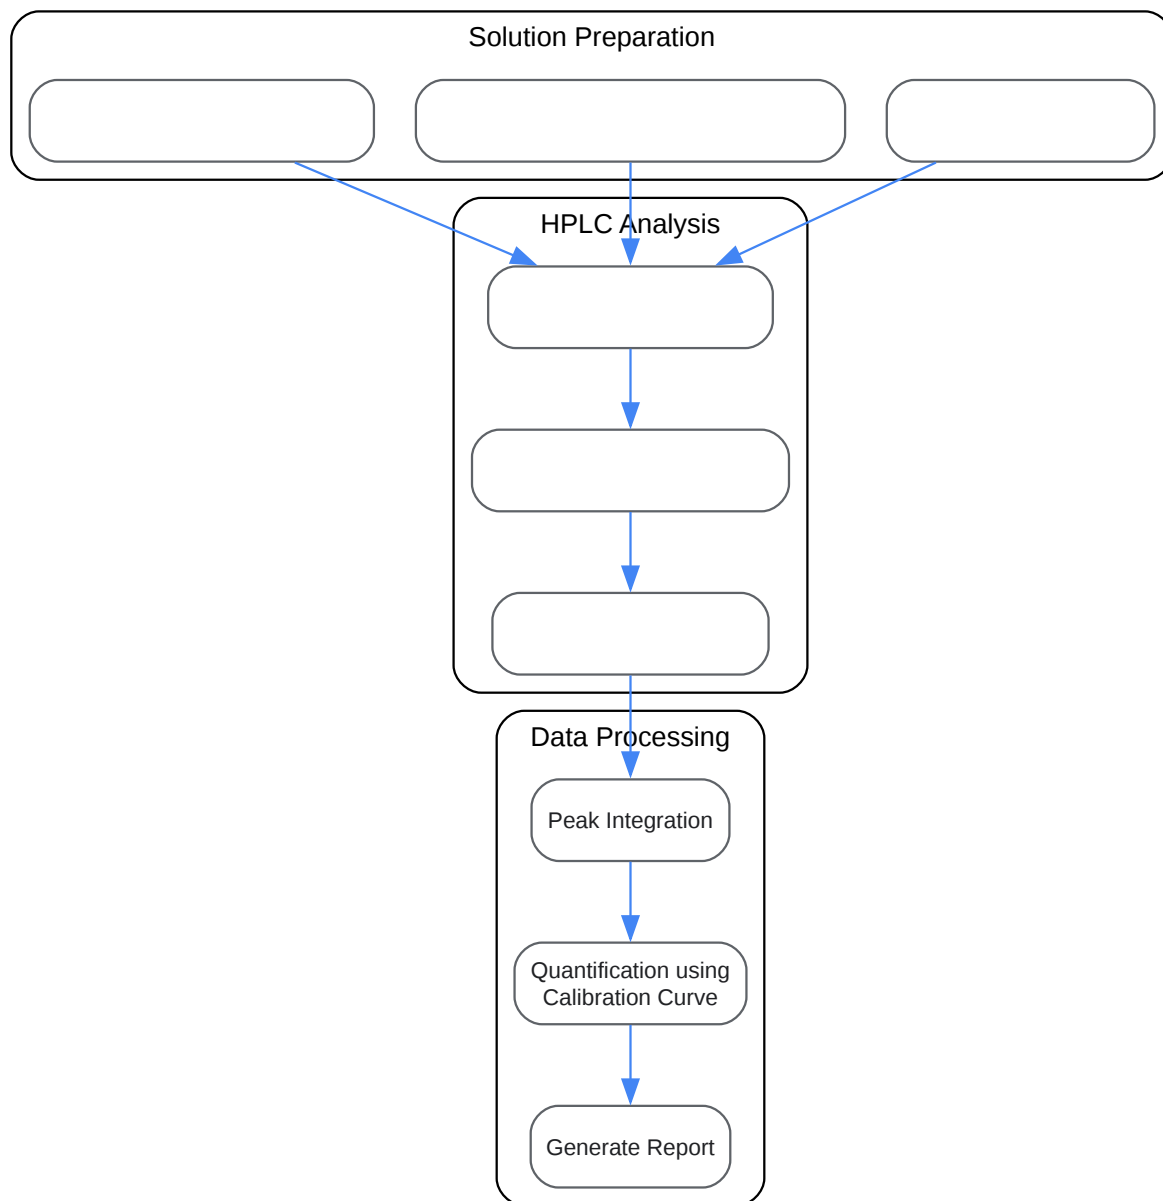 Solution Preparation
HPLC Analysis
Data Processing
Peak Integration
Quantification using
Calibration Curve
Generate Report